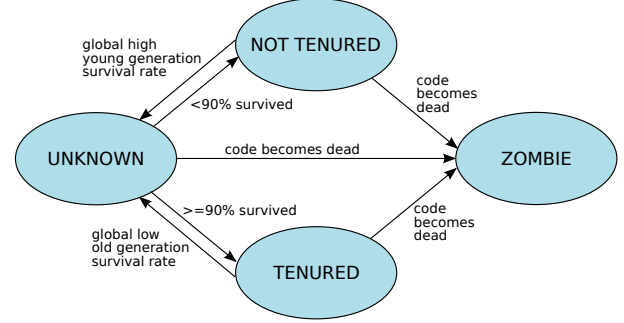 NOT TENURED
global high
young generation
survival rate
code
becomes
dead
<90% survived
UNKNOWN
code becomes dead
ZOMBIE
>=90% survived
global low
old generation
survival rate
code
becomes
dead
TENURED